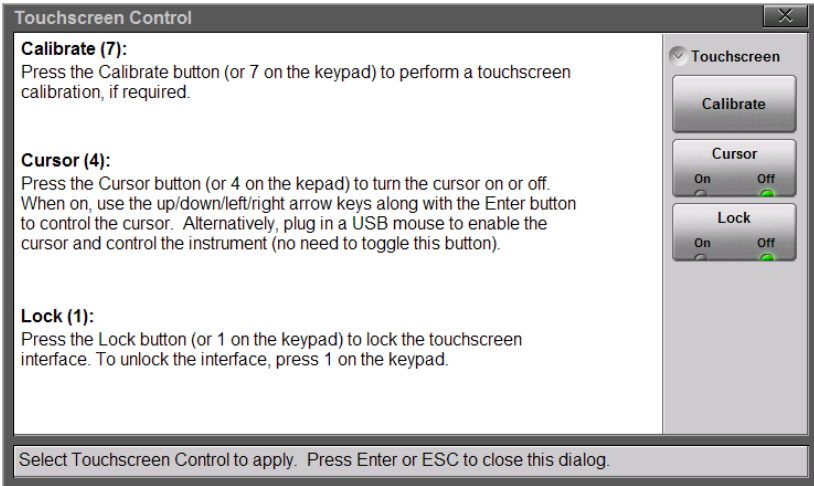 Touchscreen Control
Calibrate (7):
Press the Calibrate button (or 7 on the keypad) to perform a touchscreen
calibration, if required.
Cursor (4):
Press the Cursor button (or 4 on the kepad) to turn the cursor on or off.
When on, use the up/down/left/right arrow keys along with the Enter button
to control the cursor.  Alternatively, plug in a USB mouse to enable the
cursor and control the instrument (no need to toggle this button).
Lock (1):
Press the Lock button (or 1 on the keypad) to lock the touchscreen
interface. To unlock the interface, press 1 on the keypad.
Touchscreen
Calibrate
Cursor
On Off
Lock
On Off
Select Touchscreen Control to apply.  Press Enter or ESC to close this dialog.